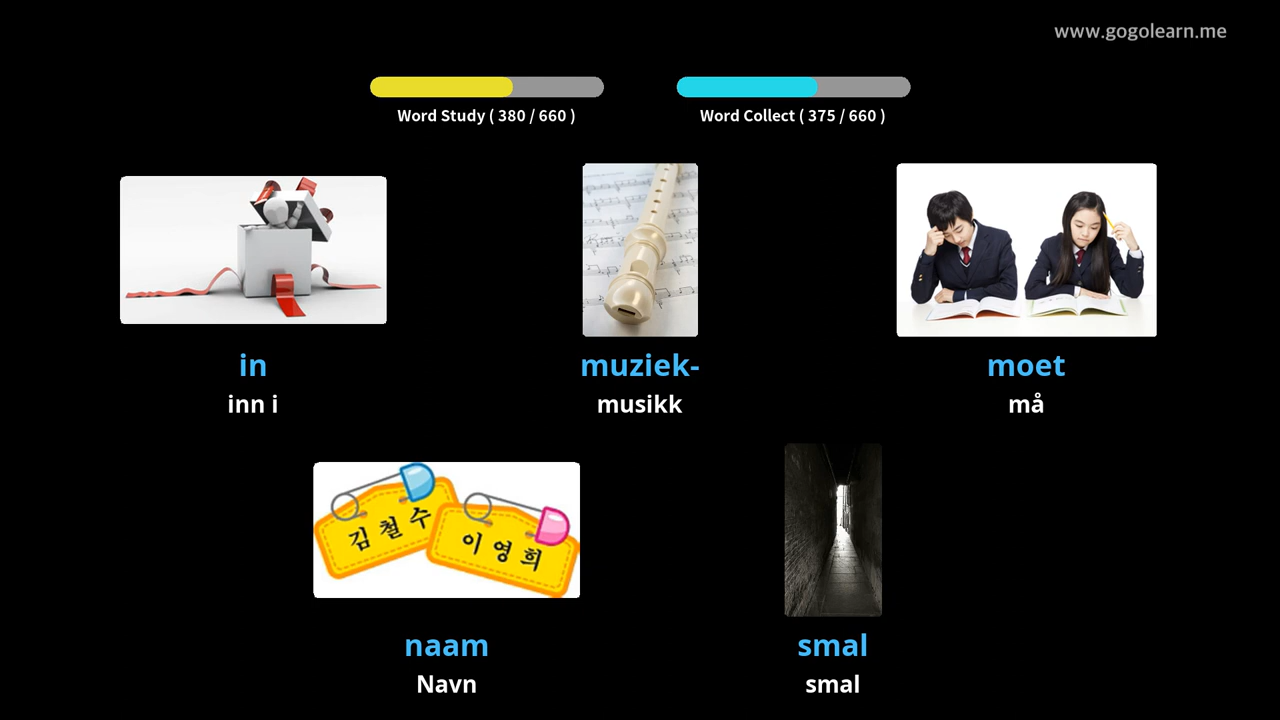 www.gogolearn.me
Word Study ( 380 / 660 )
Word Collect ( 375 / 660 )
in
inn i
muziek-
musikk
moet
må
김철수
이영희
naam
Navn
smal
smal